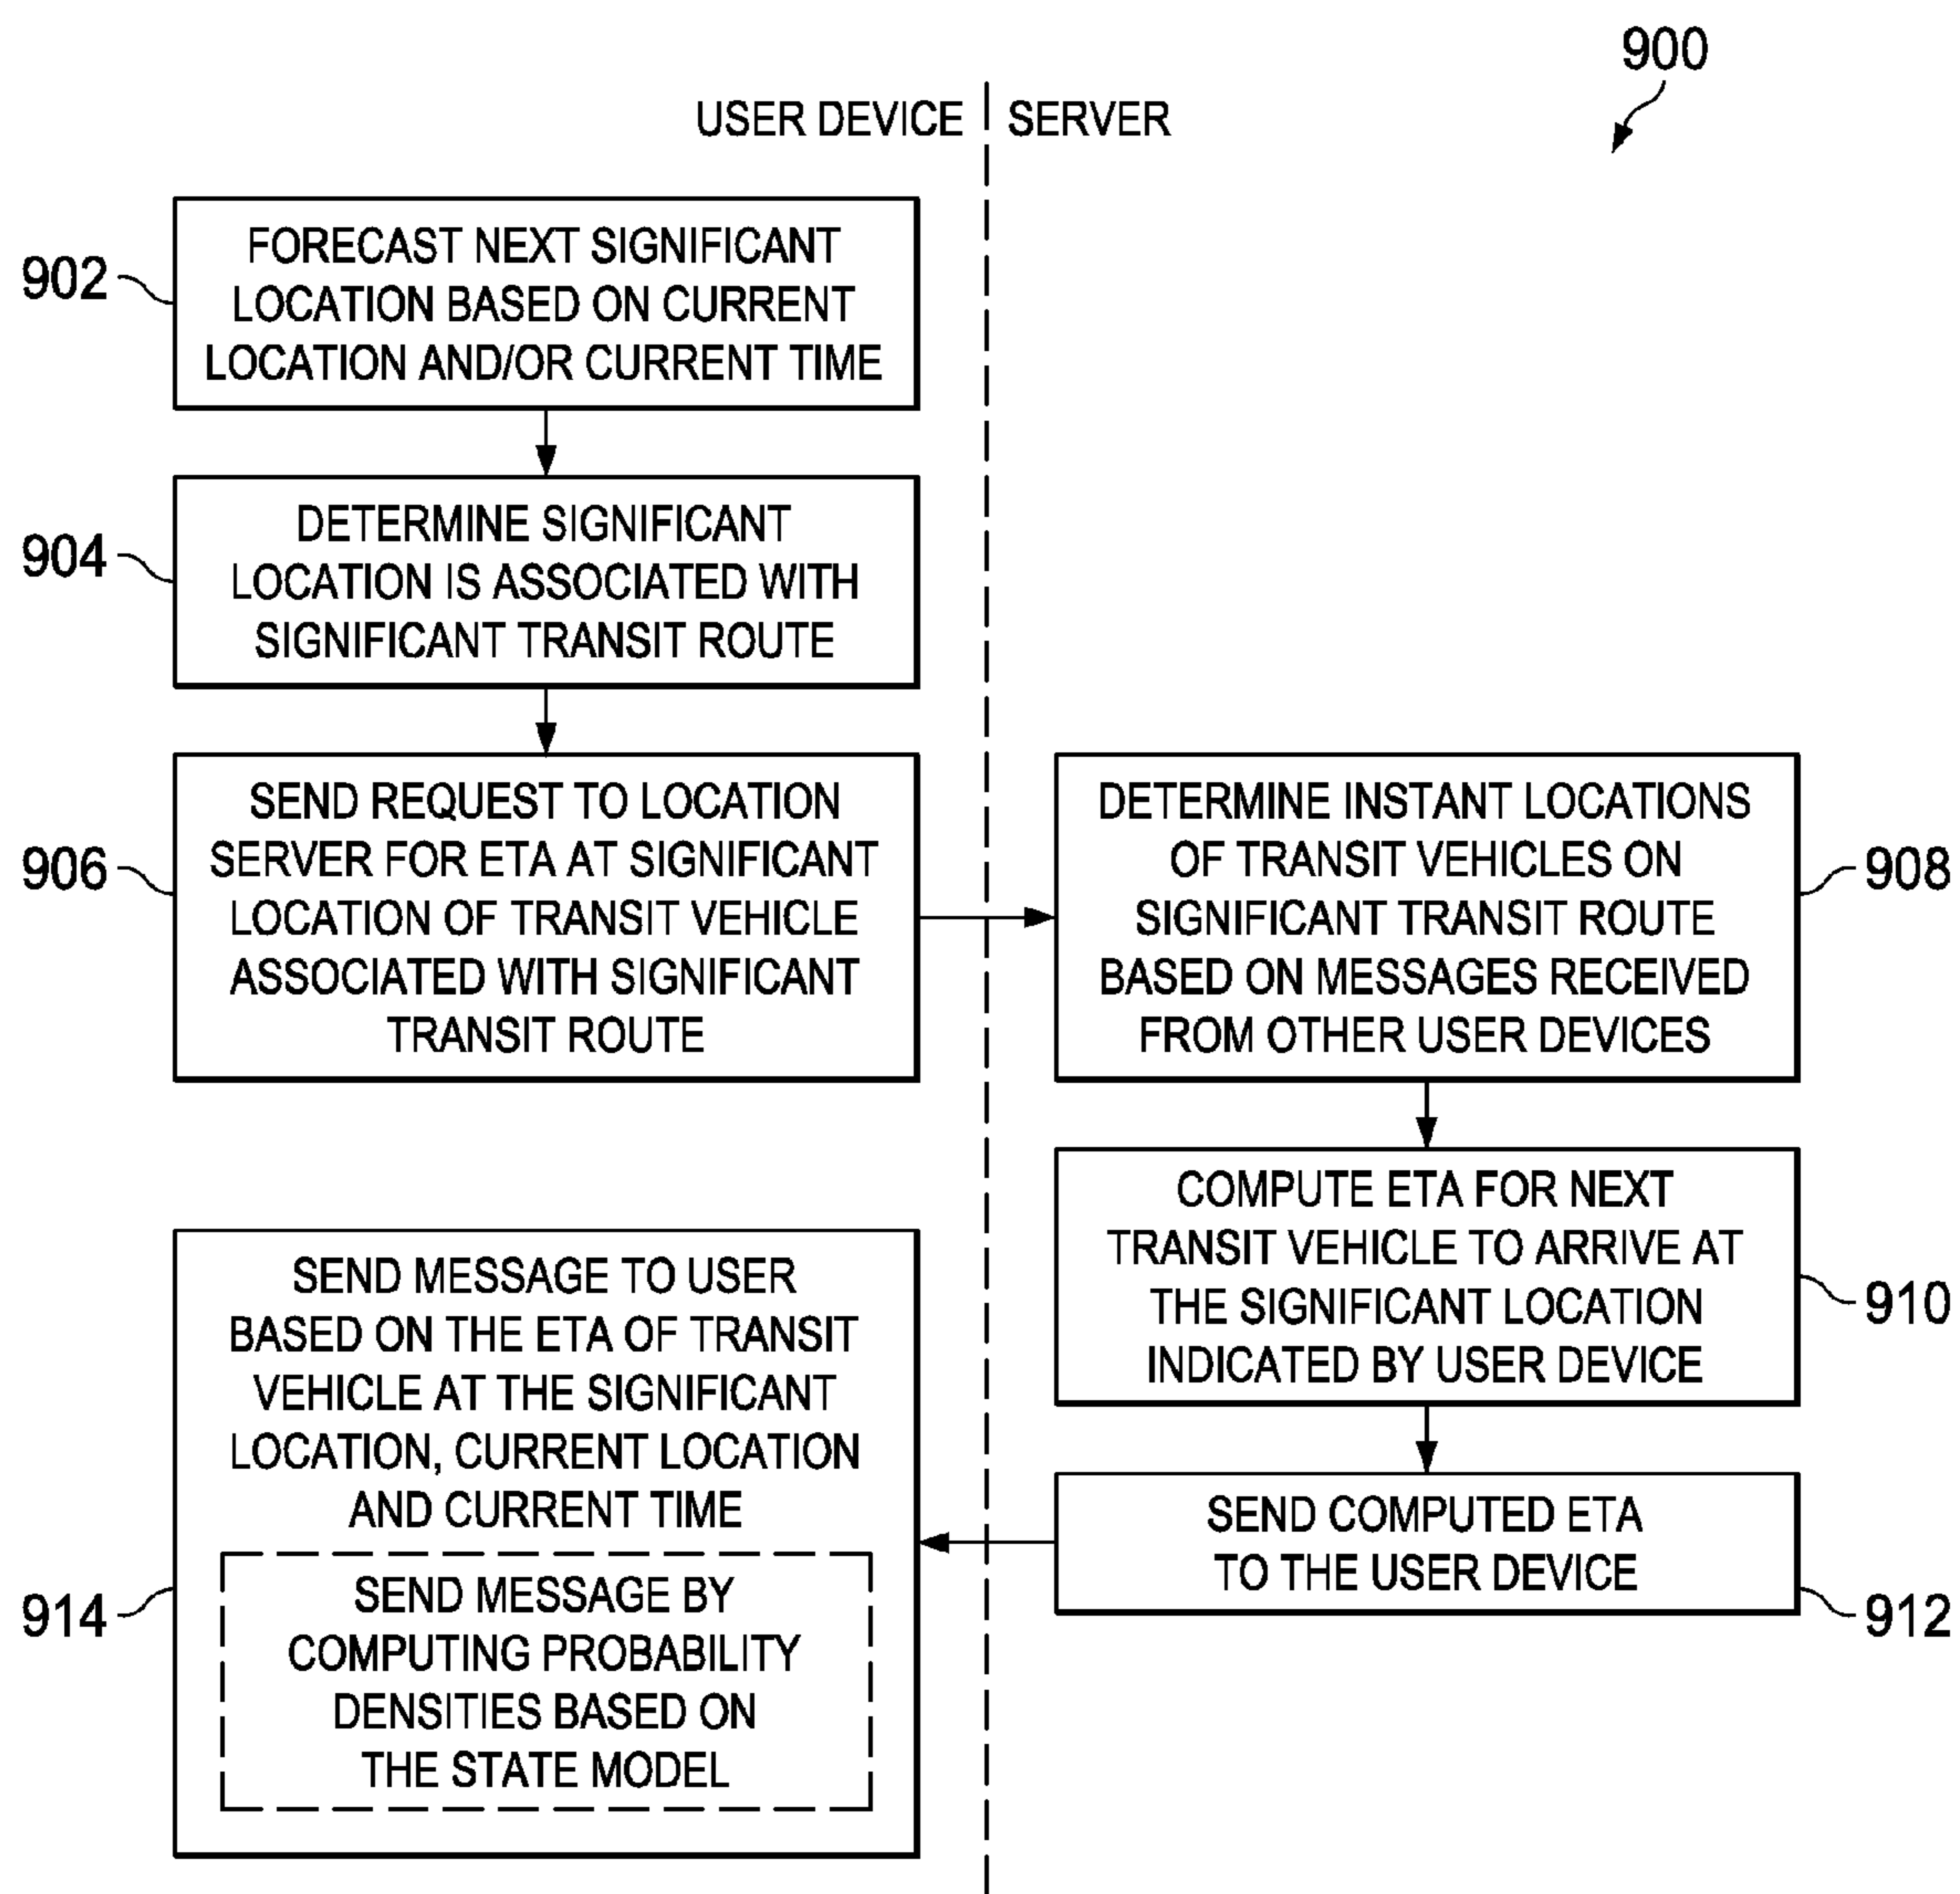 900
USER DEVICE
SERVER
902
FORECAST NEXT SIGNIFICANT
LOCATION BASED ON CURRENT
LOCATION AND/OR CURRENT TIME
904
DETERMINE SIGNIFICANT
LOCATION IS ASSOCIATED WITH
SIGNIFICANT TRANSIT ROUTE
906
SEND REQUEST TO LOCATION
SERVER FOR ETA AT SIGNIFICANT
LOCATION OF TRANSIT VEHICLE
ASSOCIATED WITH SIGNIFICANT
TRANSIT ROUTE
DETERMINE INSTANT LOCATIONS
OF TRANSIT VEHICLES ON
SIGNIFICANT TRANSIT ROUTE
BASED ON MESSAGES RECEIVED
FROM OTHER USER DEVICES
908
COMPUTE ETA FOR NEXT
TRANSIT VEHICLE TO ARRIVE AT
THE SIGNIFICANT LOCATION
INDICATED BY USER DEVICE
910
SEND COMPUTED ETA
TO THE USER DEVICE
912
914
SEND MESSAGE TO USER
BASED ON THE ETA OF TRANSIT
VEHICLE AT THE SIGNIFICANT
LOCATION, CURRENT LOCATION
AND CURRENT TIME
SEND MESSAGE BY
COMPUTING PROBABILITY
DENSITIES BASED ON
THE STATE MODEL